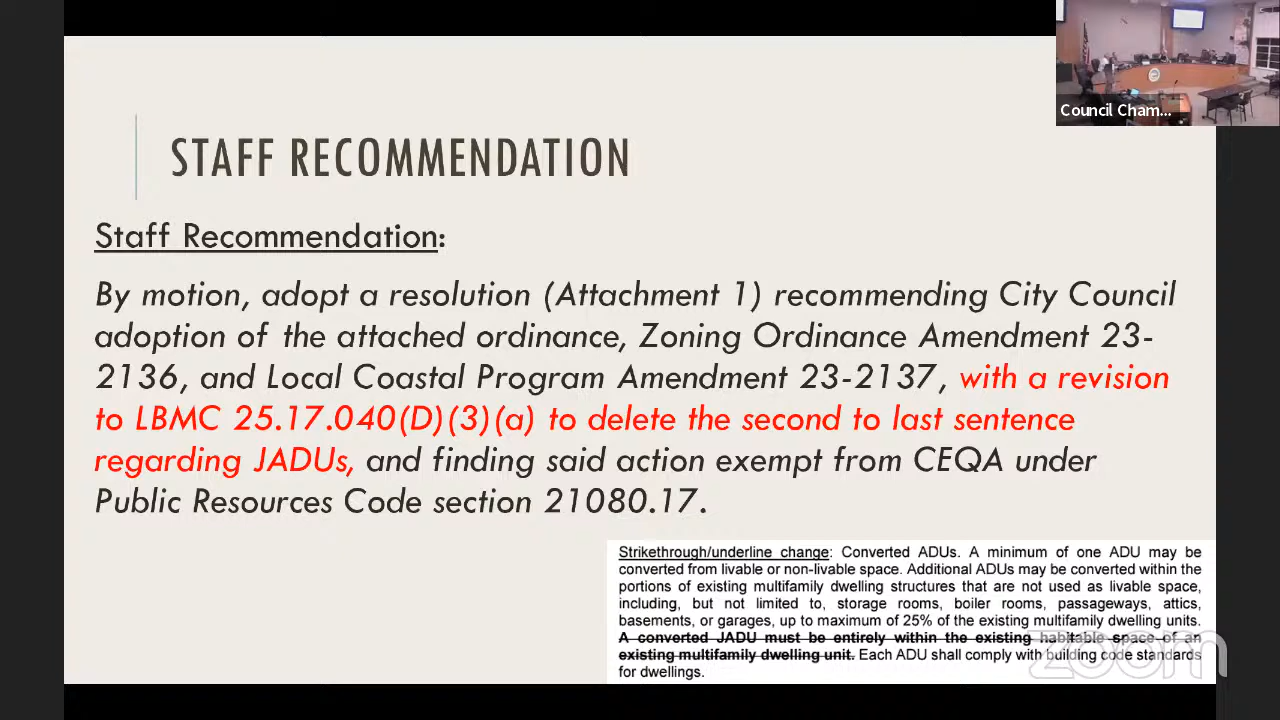 Council Cham...
STAFF RECOMMENDATION
Staff Recommendation:
By motion, adopt a resolution (Attachment 1) recommending City Council
adoption of the attached ordinance, Zoning Ordinance Amendment 23-
2136, and Local Coastal Program Amendment 23-2137, with a revision
to LBMC 25.17.040(D)(3)(a) to delete the second to last sentence
regarding JADUs, and finding said action exempt from CEQA under
Public Resources Code section 21080.17.
Strikethrough/underline change: Converted ADUs. A minimum of one ADU may be
converted from livable or non-livable space. Additional ADUs may be converted within the
portions of existing multifamily dwelling structures that are not used as livable space,
including, but not limited to, storage rooms, boiler rooms, passageways, attics,
basements, or garages, up to maximum of 25% of the existing multifamily dwelling units.
A converted JADU must be entirely within the existing habitable space of an
existing multifamily dwelling unit. Each ADU shall comply with building code standards
for dwellings.
zoom